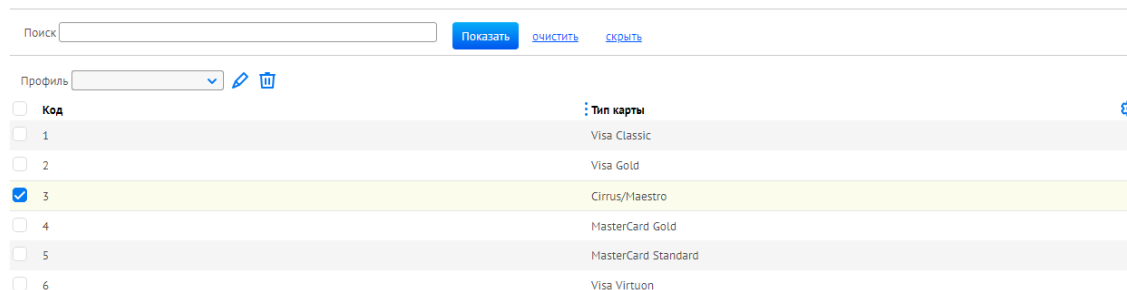 Поиск Показать очистить скрыть
Профиль
Код Тип карты
1 Visa Classic
2 Visa Gold
3 Cirrus/Maestro
4 MasterCard Gold
5 MasterCard Standard
6 Visa Virtuon